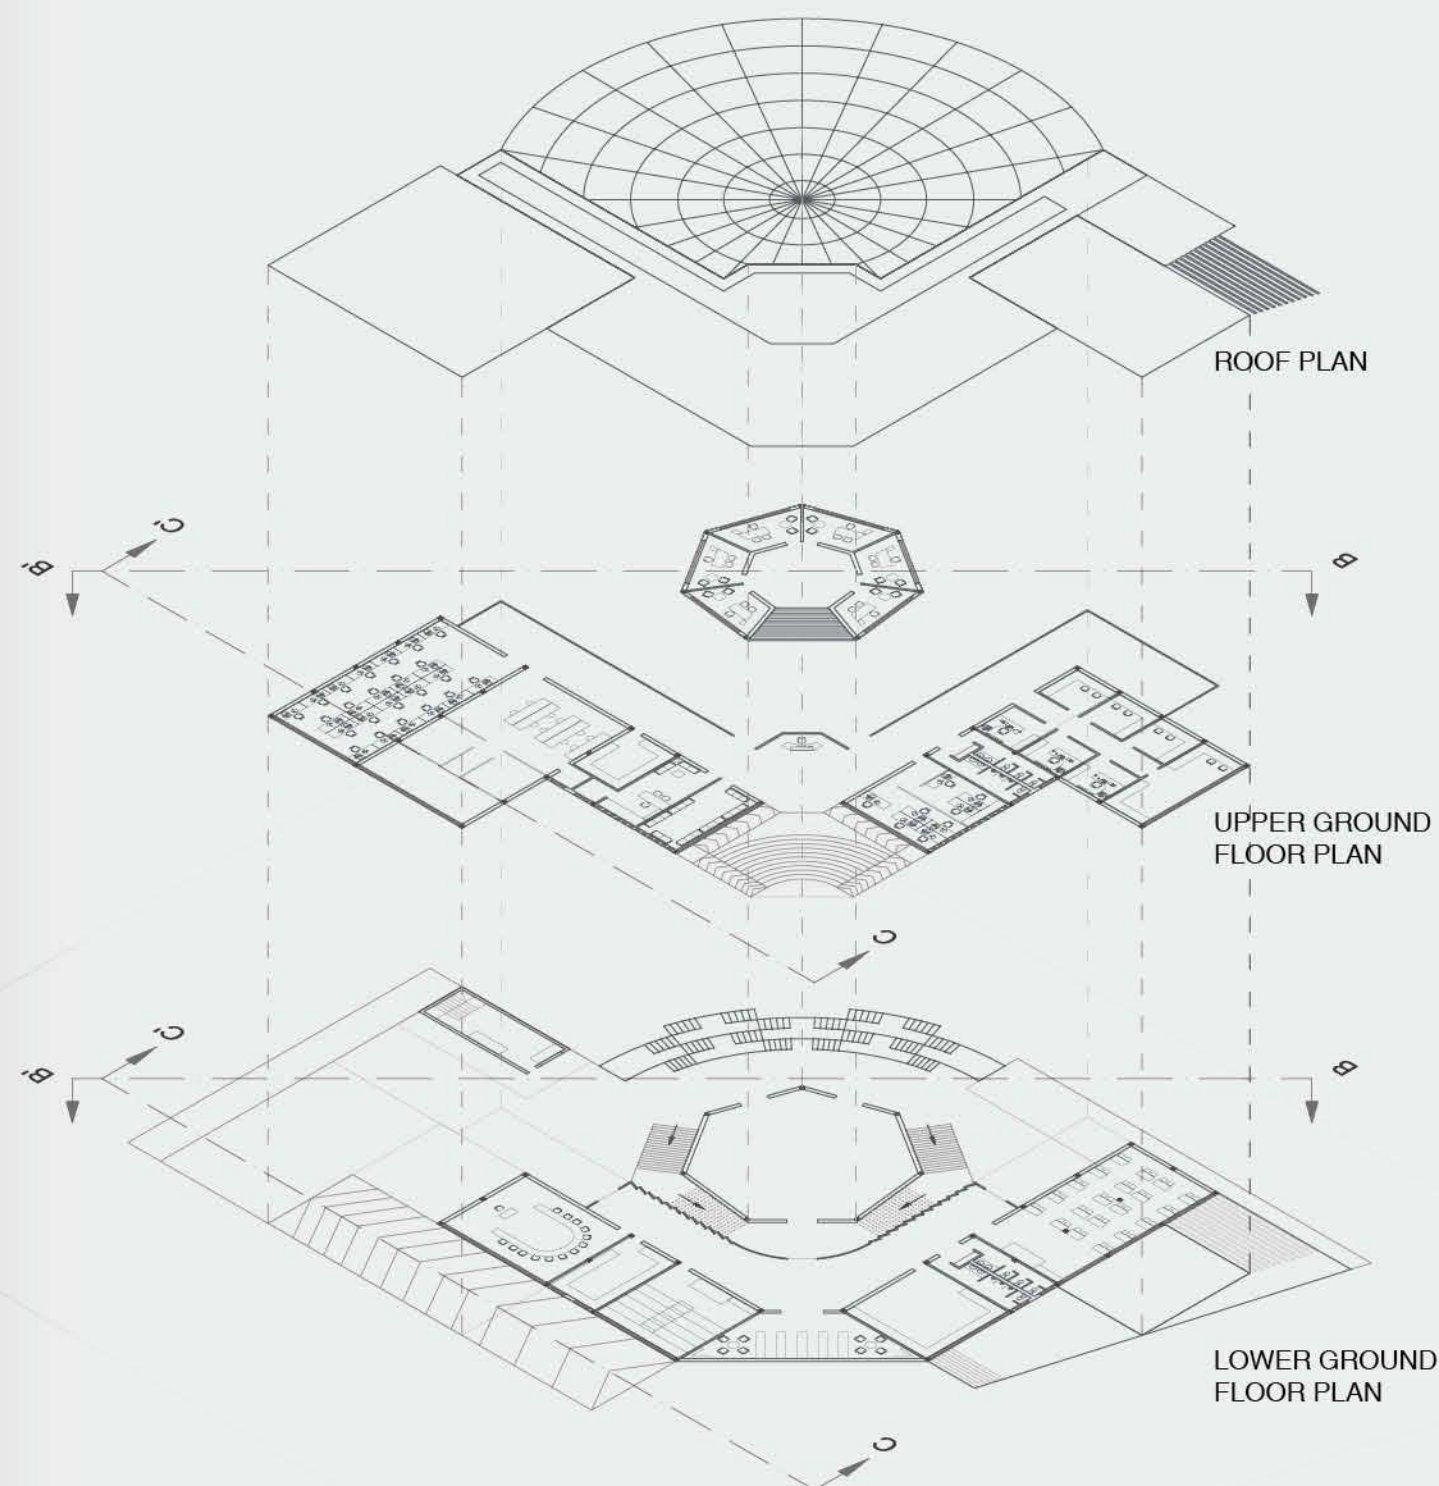 ROOF PLAN
C'
B'
B
UPPER GROUND
FLOOR PLAN
C
C'
B'
B
LOWER GROUND
FLOOR PLAN
C